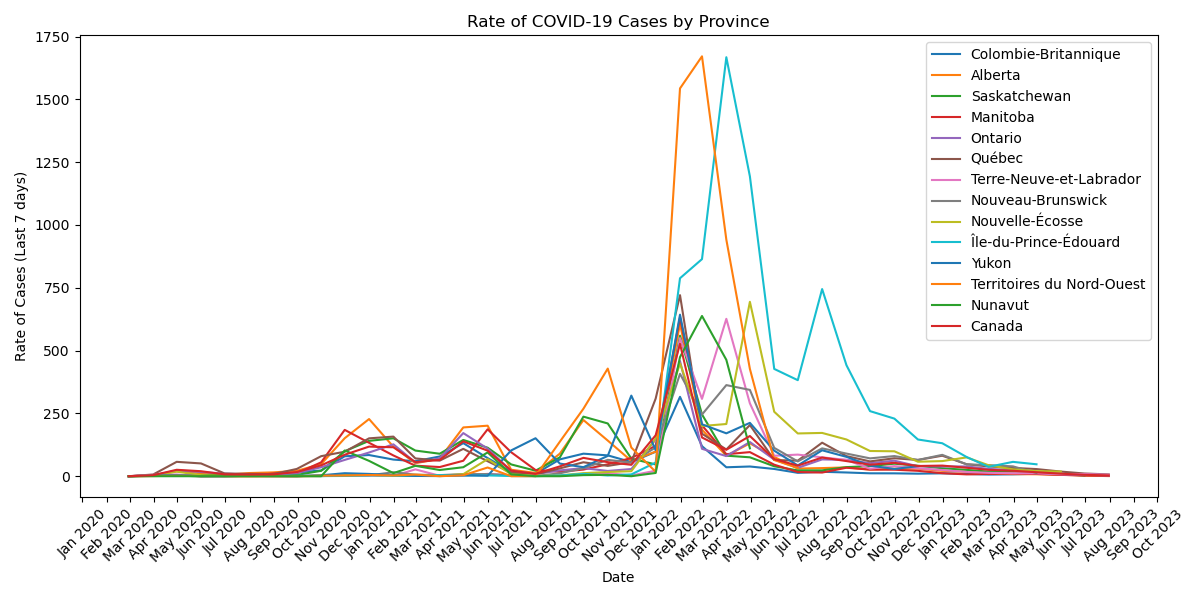 Rate of COVID-19 Cases by Province
Rate of Cases (Last 7 days)
1750
1500
1250
1000
750
500
250
0
Colombie-Britannique
Alberta
Saskatchewan
Manitoba
Ontario
Québec
Terre-Neuve-et-Labrador
Nouveau-Brunswick
Nouvelle-Écosse
Île-du-Prince-Édouard
Yukon
Territoires du Nord-Ouest
Nunavut
Canada
Jan 2020
Feb 2020
Mar 2020
Apr 2020
May 2020
Jun 2020
Jul 2020
Aug 2020
Sep 2020
Oct 2020
Nov 2020
Dec 2020
Jan 2021
Feb 2021
Mar 2021
Apr 2021
May 2021
Jun 2021
Jul 2021
Aug 2021
Sep 2021
Oct 2021
Nov 2021
Dec 2021
Jan 2022
Feb 2022
Mar 2022
Apr 2022
May 2022
Jun 2022
Jul 2022
Aug 2022
Sep 2022
Oct 2022
Nov 2022
Dec 2022
Jan 2023
Feb 2023
Mar 2023
Apr 2023
May 2023
Jun 2023
Jul 2023
Aug 2023
Sep 2023
Oct 2023
Date